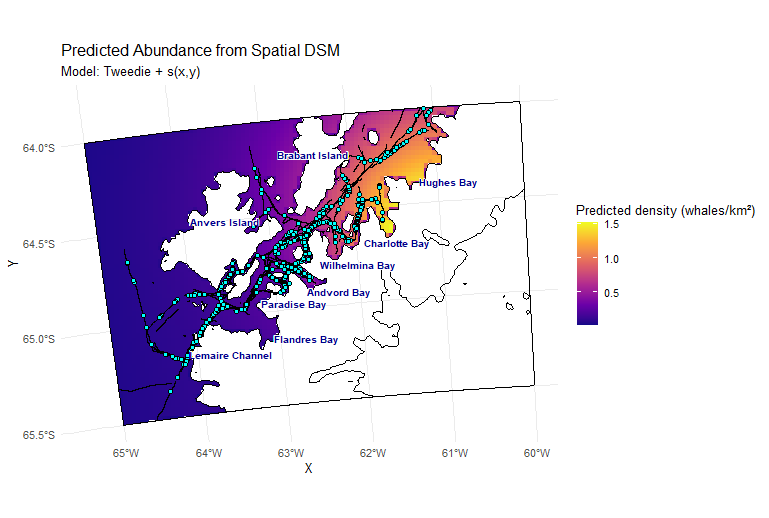 Predicted Abundance from Spatial DSM
Model: Tweedie + s(x,y)
64.0°S
64.5°S
65.0°S
65.5°S
Y
Brabant Island
Hughes Bay
Anvers Island
Charlotte Bay
Wilhelmina Bay
Andvord Bay
Paradise Bay
Flandres Bay
Lemaire Channel
65°W
64°W
63°W
62°W
61°W
60°W
X
Predicted density (whales/km²)
1.5
1.0
0.5